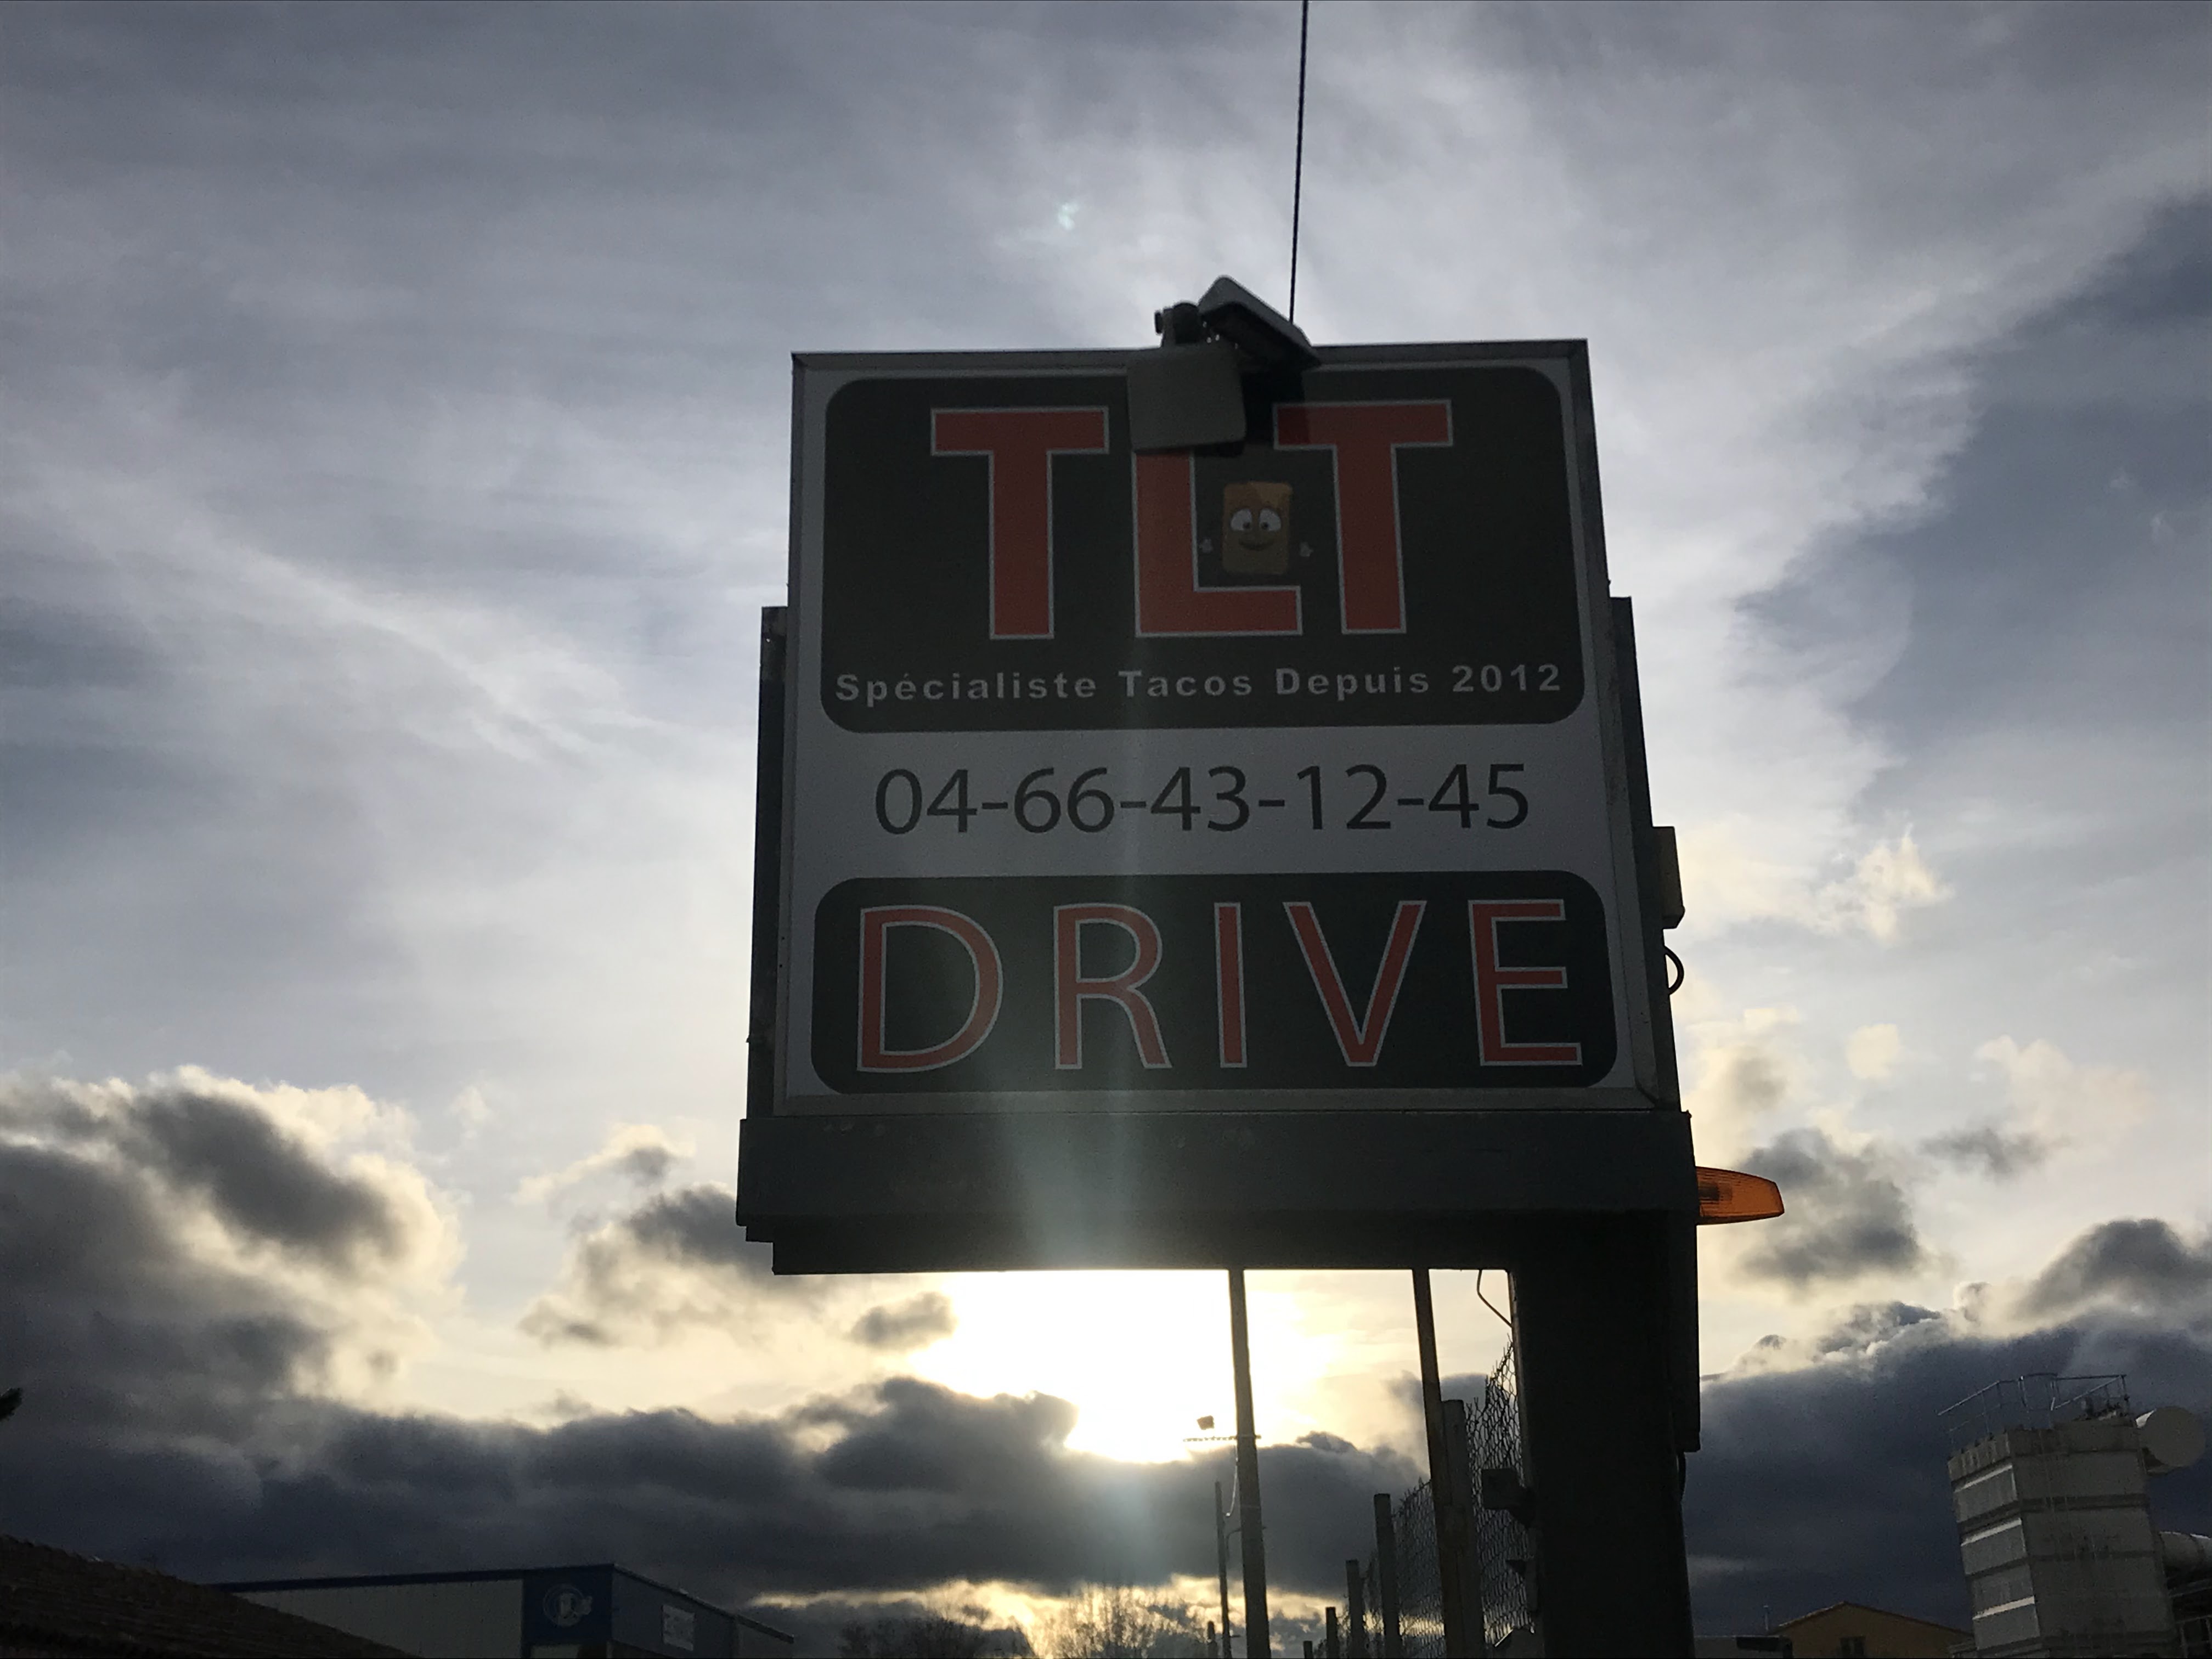 TLT
Spécialiste Tacos Depuis 2012
04-66-43-12-45
DRIVE